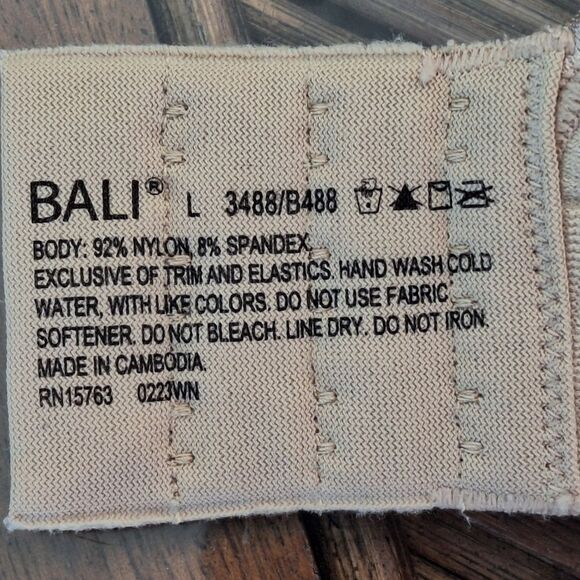 BALI® L 3488/B488
BODY: 92% NYLON, 8% SPANDEX,
EXCLUSIVE OF TRIM AND ELASTICS. HAND WASH COLD
WATER, WITH LIKE COLORS. DO NOT USE FABRIC
SOFTENER. DO NOT BLEACH. LINE DRY. DO NOT IRON.
MADE IN CAMBODIA.
RN15763 0223WN